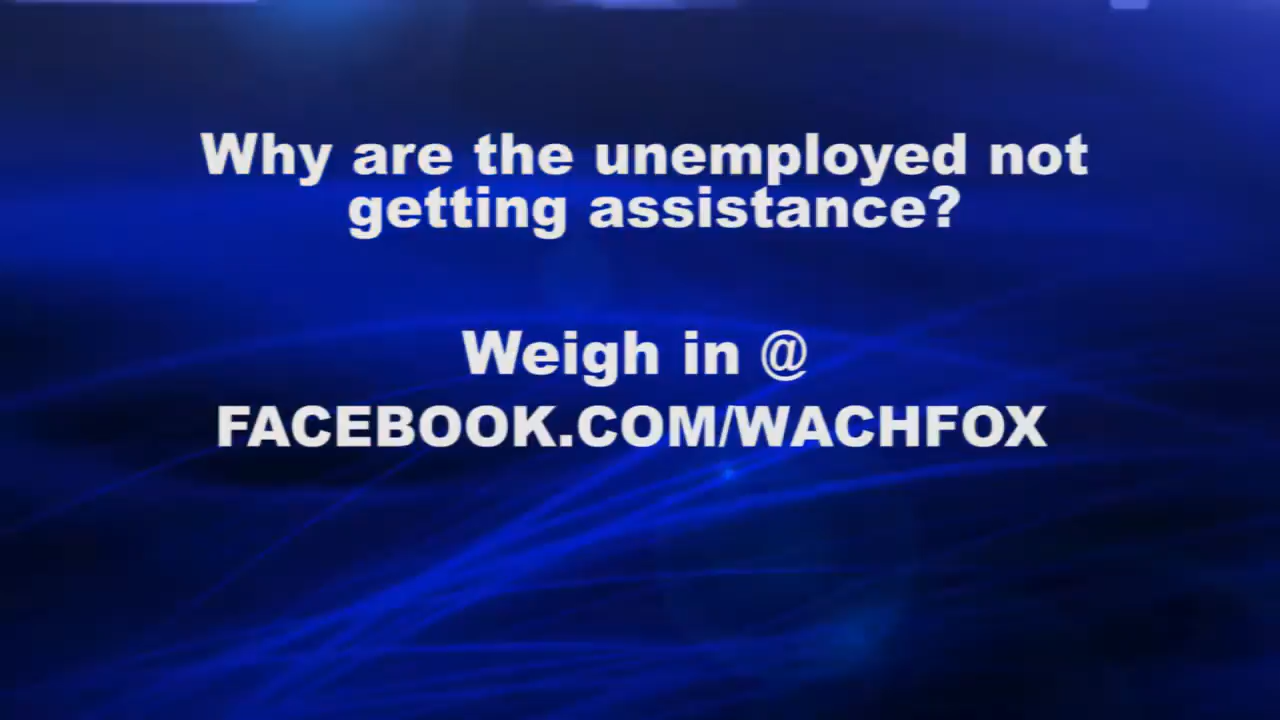 Why are the unemployed not
getting assistance?
Weigh in @
FACEBOOK.COM/WACHFOX